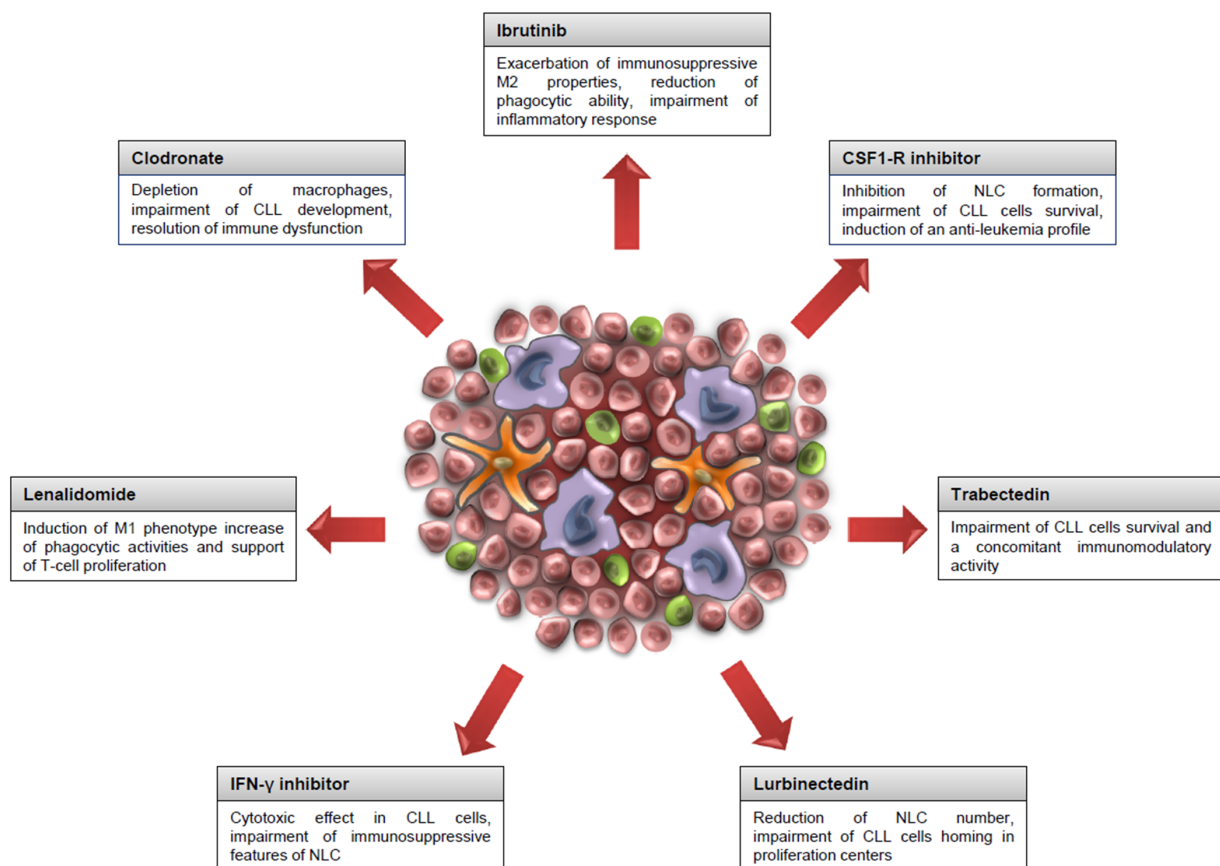 Ibrutinib
Exacerbation of immunosuppressive
M2 properties, reduction of
phagocytic ability, impairment of
inflammatory response
Clodronate
Depletion of macrophages,
impairment of CLL development,
resolution of immune dysfunction
CSF1-R inhibitor
Inhibition of NLC formation,
impairment of CLL cells survival,
induction of an anti-leukemia profile
Lenalidomide
Induction of M1 phenotype increase
of phagocytic activities and support
of T-cell proliferation
Trabectedin
Impairment of CLL cells survival and
a concomitant immunomodulatory
activity
IFN-γ inhibitor
Cytotoxic effect in CLL cells,
impairment of immunosuppressive
features of NLC
Lurbinectedin
Reduction of NLC number,
impairment of CLL cells homing in
proliferation centers